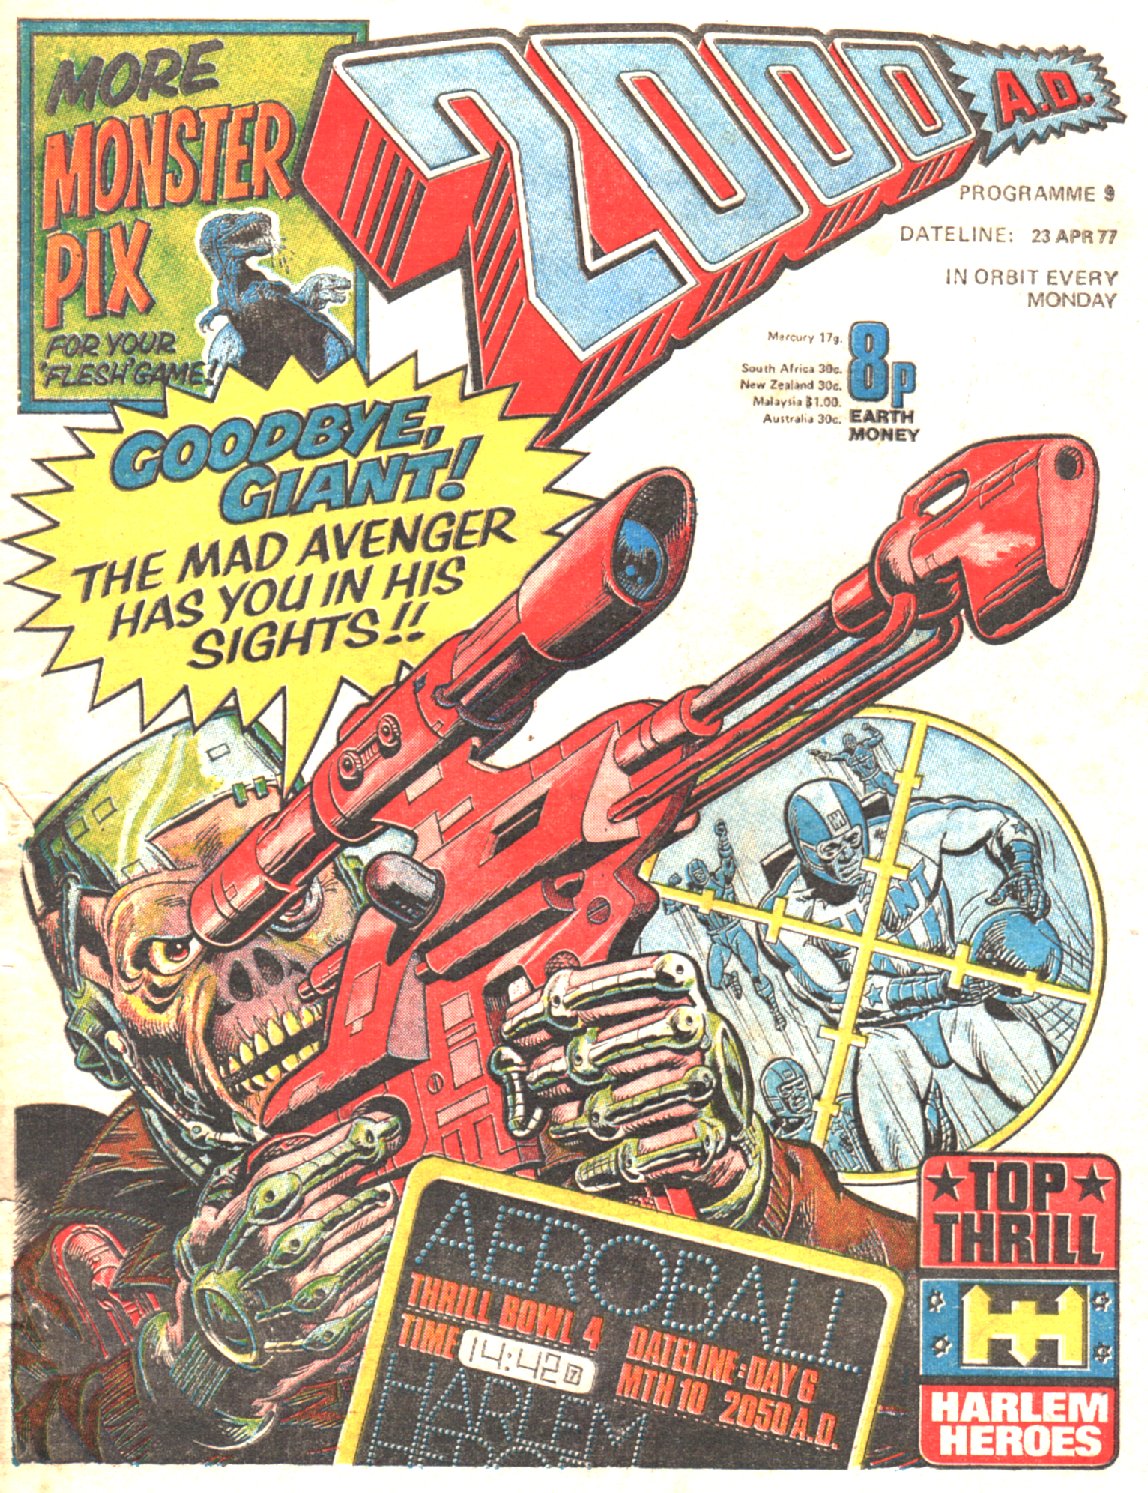 MORE
MONSTER
PIX
FOR YOUR
'FLESH' GAME!
2000
A.D.
PROGRAMME 9
DATELINE: 23 APR 77
IN ORBIT EVERY
MONDAY
Mercury 17g.
South Africa 30c.
New Zealand 30c.
Malaysia $1.00.
Australia 30c.
8p
EARTH
MONEY
GOODBYE,
GIANT!
THE MAD AVENGER
HAS YOU IN HIS
SIGHTS!!
H
GIANT
AEROBALL
THRILL BOWL 4
TIME 14:42
DATELINE: DAY 6
MTH 10 2050 A.D.
HARLEM
HEROES
TOP
THRILL
H
HARLEM
HEROES